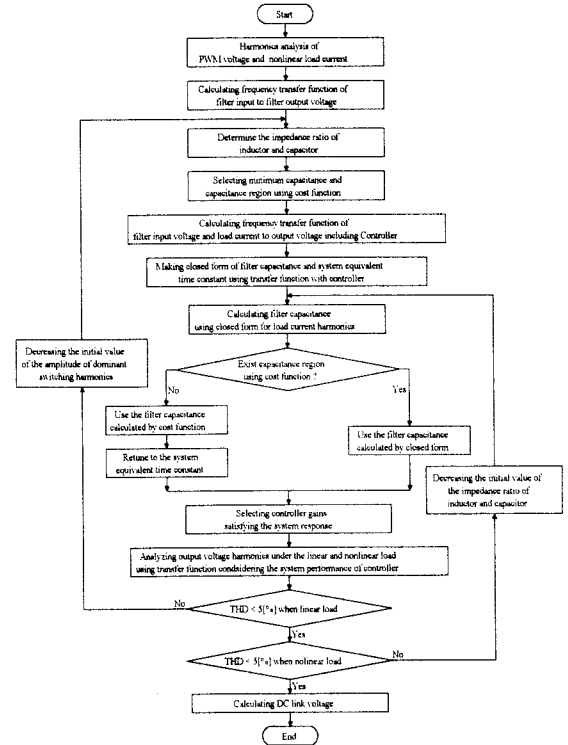 Start
Harmonics analysis of
PWM voltage and nonlinear load current
Calculating frequency transfer function of
filter input to filter output voltage
Determine the impedance ratio of
inductor and capacitor
Selecting minimum capacitance and
capacitance region using cost function
Calculating frequency transfer function of
filter input voltage and load current to output voltage including Controller
Making closed form of filter capacitance and system equivalent
time constant using transfer function with controller
Calculating filter capacitance
using closed form for load current harmonics
Decreasing the initial value
of the amplitude of dominant
switching harmonics
Exist capacitance region
using cost function ?
No
Yes
Use the filter capacitance
calculated by cost function
Use the filter capacitance
calculated by closed form
Retune to the system
equivalent time constant
Decreasing the initial value of
the impedance ratio of
inductor and capacitor
Selecting controller gains
satisfying the system response
Analyzing output voltage harmonics under the linear and nonlinear load
using transfer function condsidering the system performance of controller
No
THD < 5[%] when linear load
Yes
THD < 5[%] when nolinear load
No
Yes
Calculating DC link voltage
End